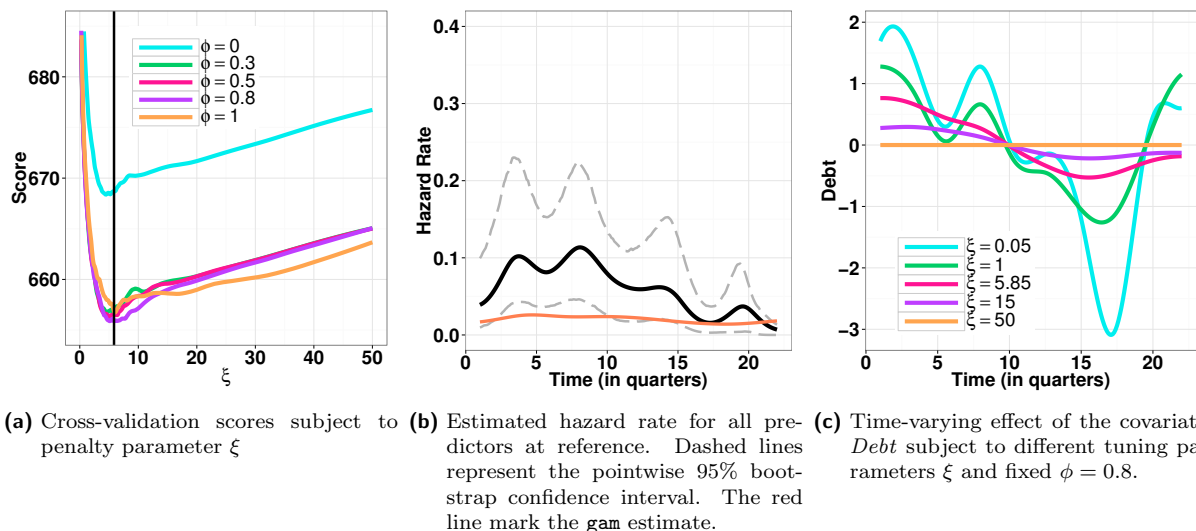 Score
680
670
660
0 10 20 30 40 50
ξ
ϕ = 0
ϕ = 0.3
ϕ = 0.5
ϕ = 0.8
ϕ = 1
Hazard Rate
0.4
0.3
0.2
0.1
0.0
0 5 10 15 20
Time (in quarters)
Debt
2
1
0
−1
−2
−3
0 5 10 15 20
Time (in quarters)
ξ = 0.05
ξ = 1
ξ = 5.85
ξ = 15
ξ = 50
(a) Cross-validation scores subject to
penalty parameter ξ
(b) Estimated hazard rate for all pre-
dictors at reference. Dashed lines
represent the pointwise 95% boot-
strap confidence interval. The red
line mark the gam estimate.
(c) Time-varying effect of the covariat
Debt subject to different tuning pa
rameters ξ and fixed ϕ = 0.8.